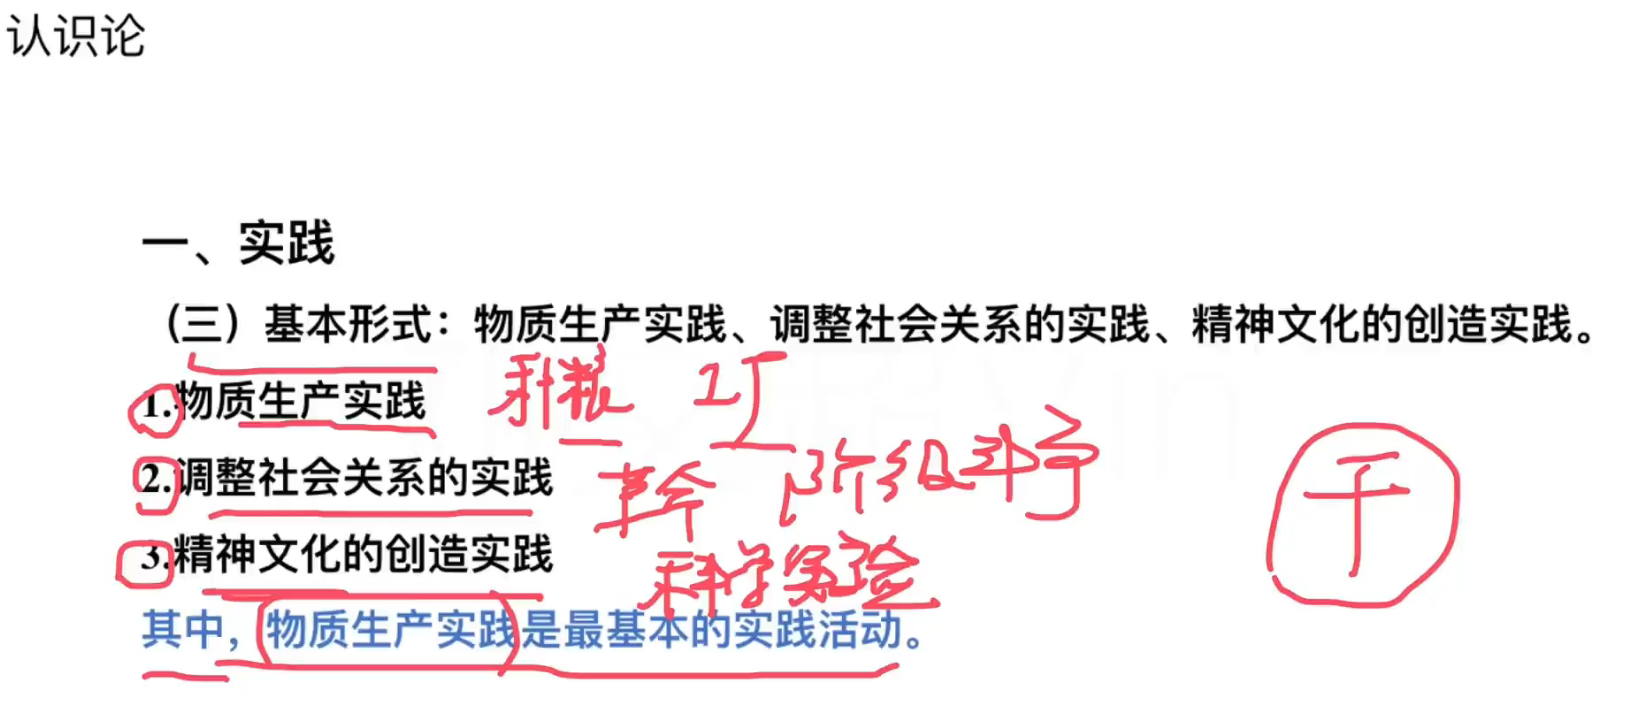 认识论
一、实践
（三）基本形式：物质生产实践、调整社会关系的实践、精神文化的创造实践。
1.物质生产实践 种粮 工厂
2.调整社会关系的实践 革命 阶级斗争
3.精神文化的创造实践 科学实验
干
其中，物质生产实践是最基本的实践活动。